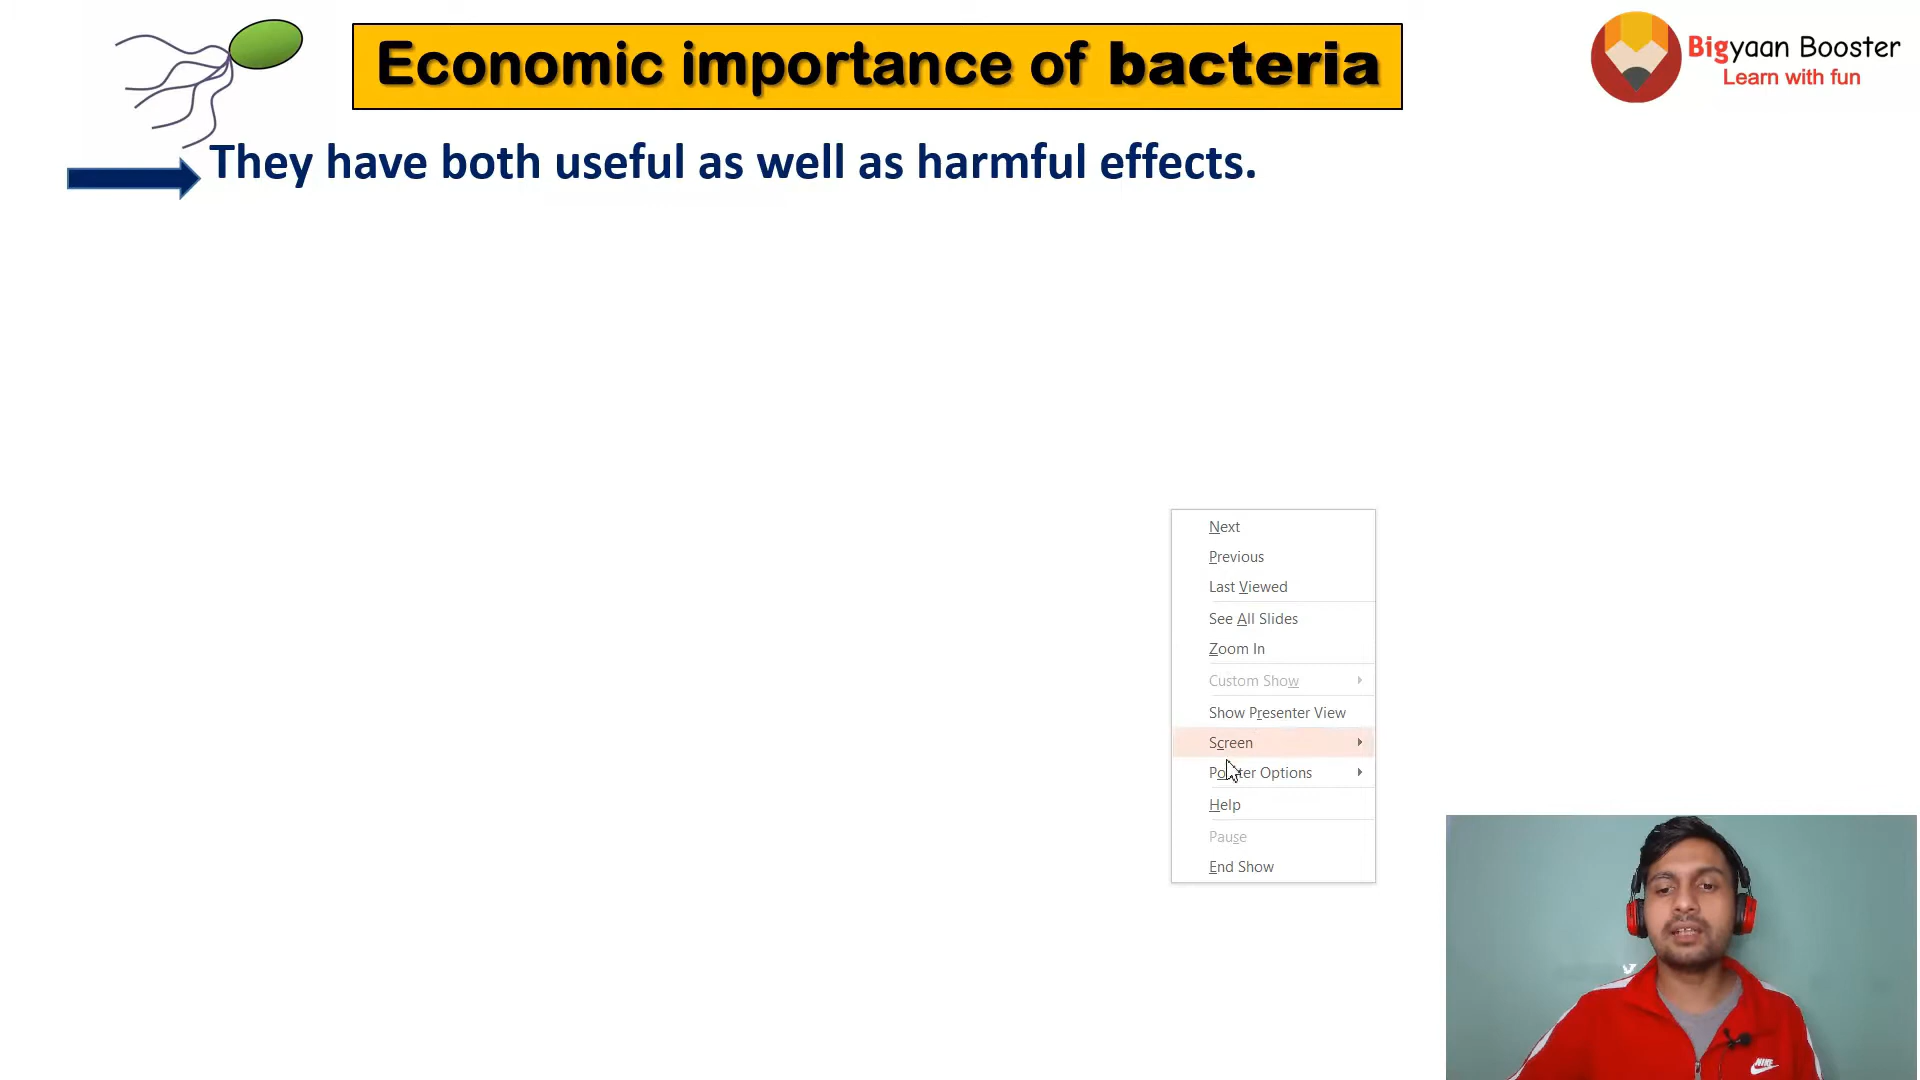 Economic importance of bacteria
Bigyaan Booster
Learn with fun
They have both useful as well as harmful effects.
Next
Previous
Last Viewed
See All Slides
Zoom In
Custom Show
Show Presenter View
Screen
Pointer Options
Help
Pause
End Show
NIKE